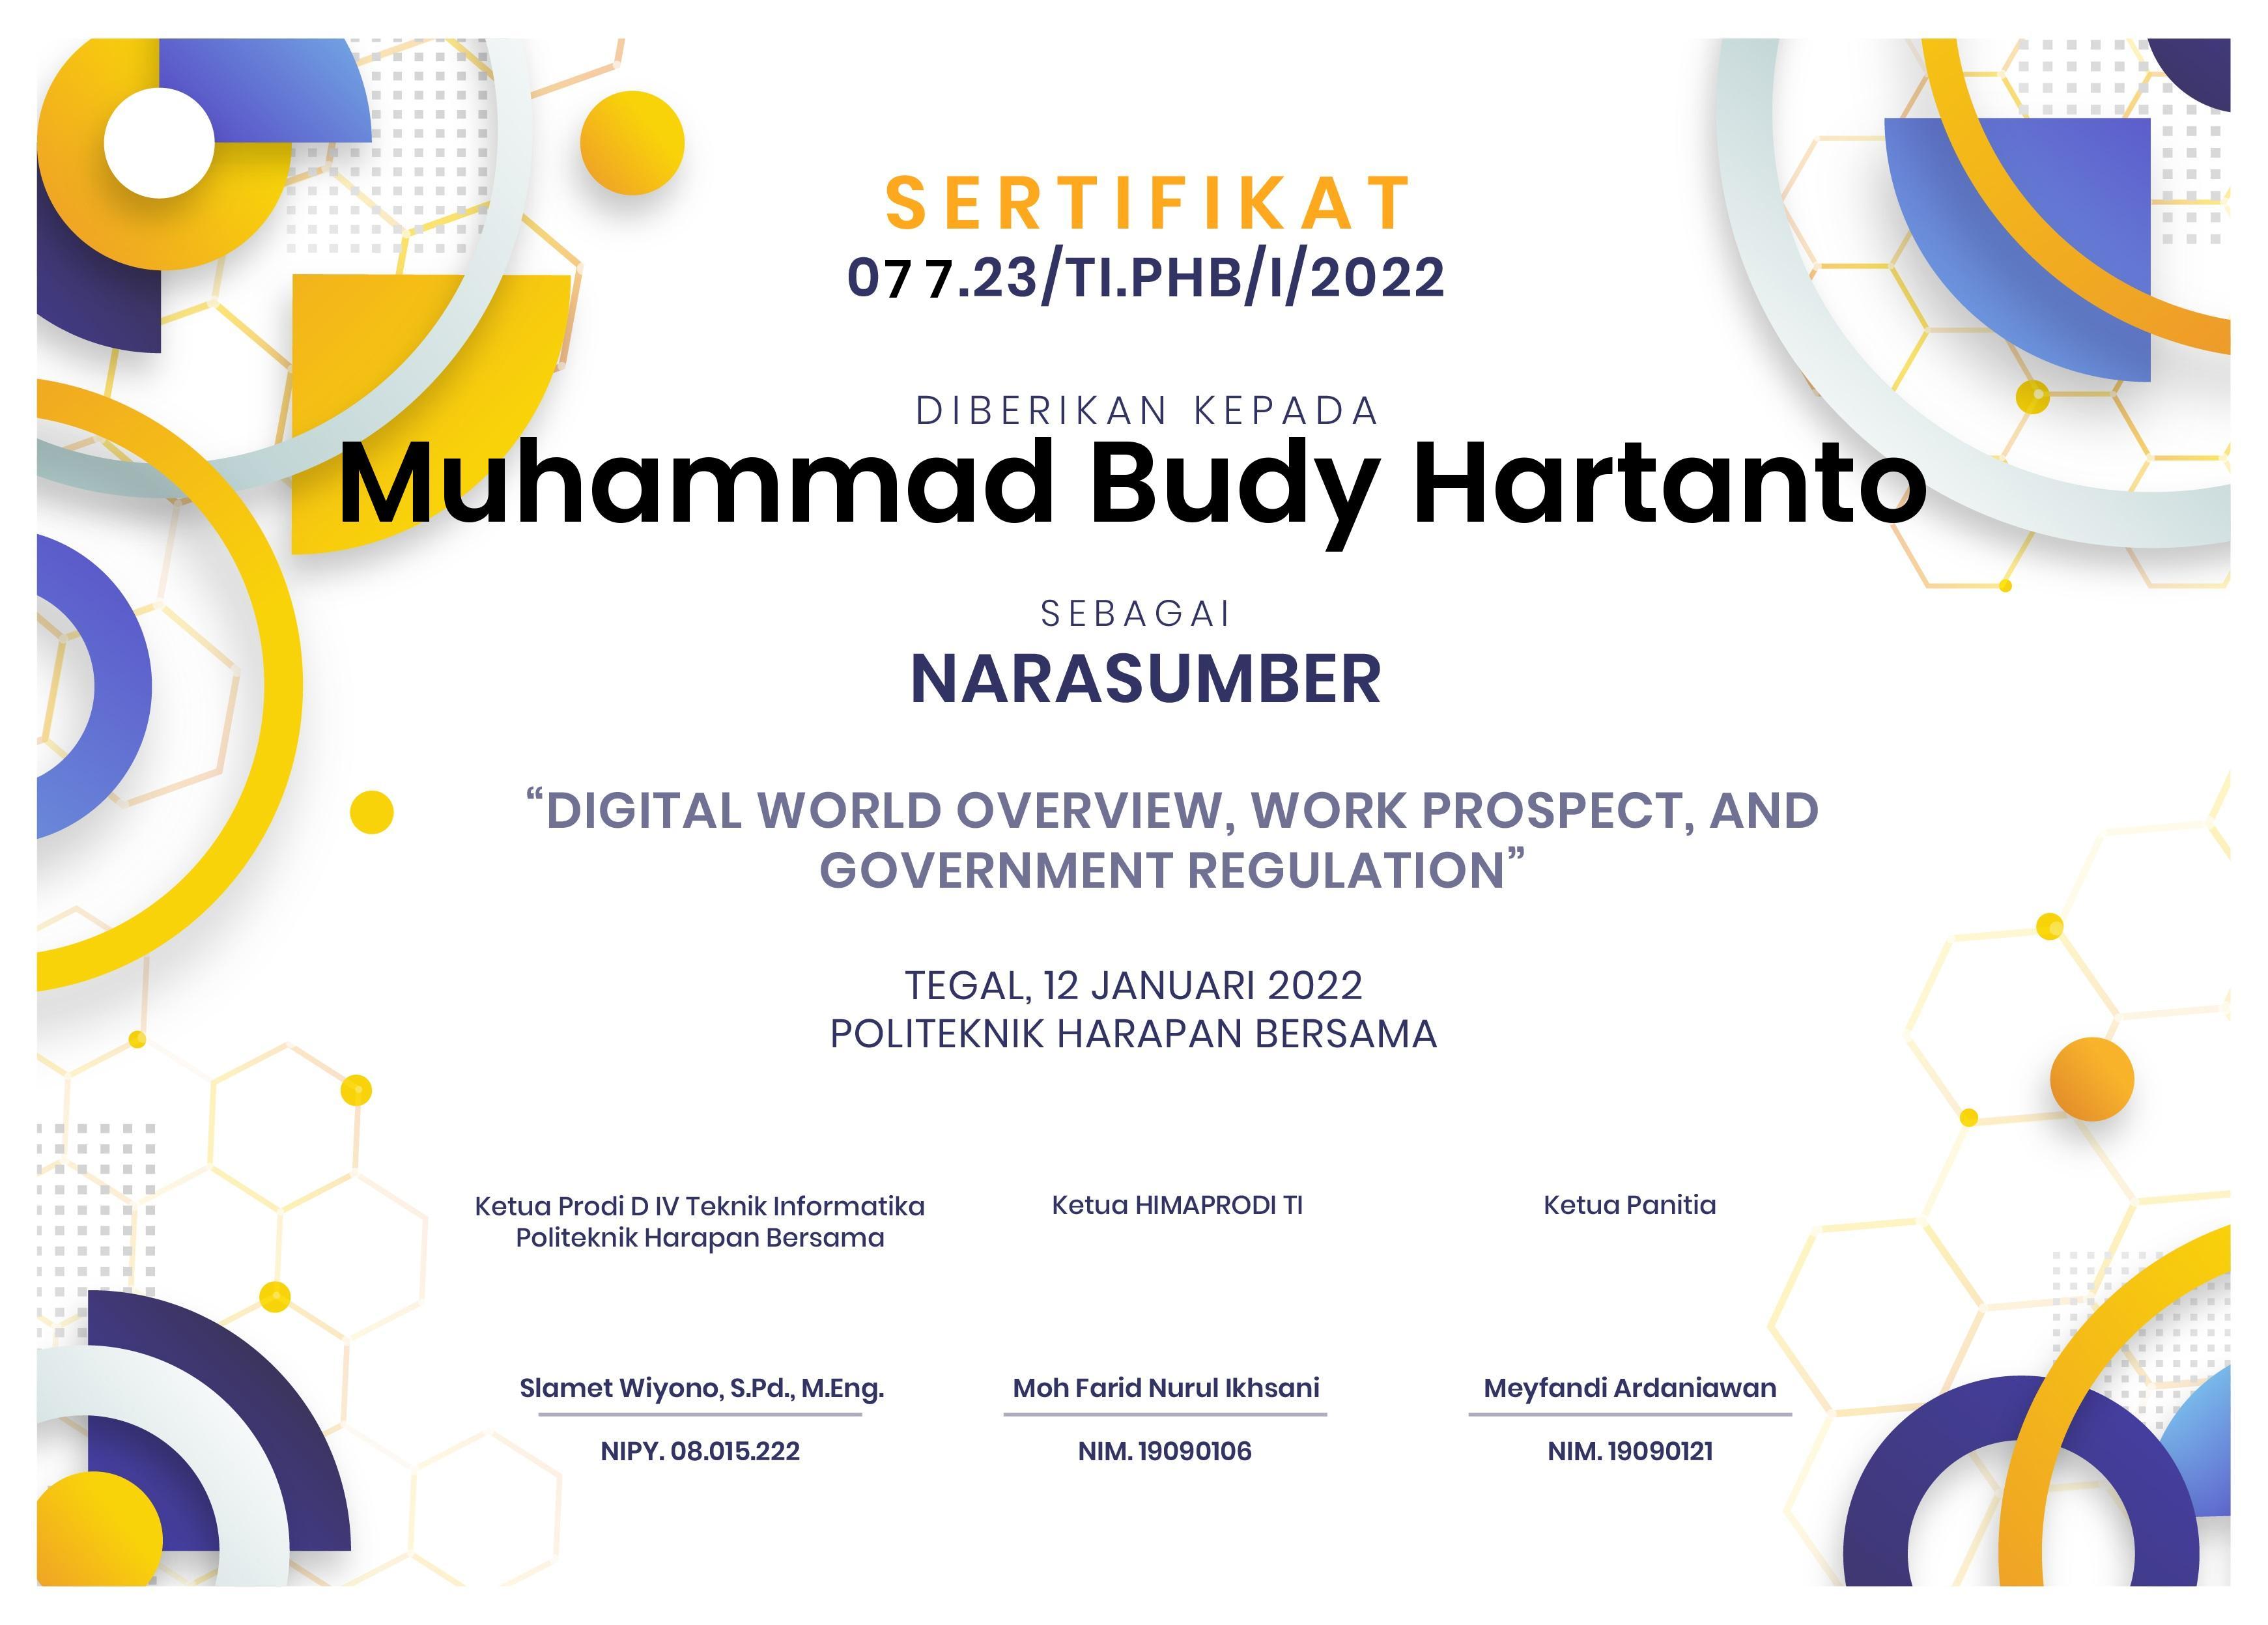 SERTIFIKAT
077.23/TI.PHB/I/2022
DIBERIKAN KEPADA
Muhammad Budy Hartanto
SEBAGAI
NARASUMBER
“DIGITAL WORLD OVERVIEW, WORK PROSPECT, AND
GOVERNMENT REGULATION”
TEGAL, 12 JANUARI 2022
POLITEKNIK HARAPAN BERSAMA
Ketua Prodi D IV Teknik Informatika
Politeknik Harapan Bersama
Slamet Wiyono, S.Pd., M.Eng.
NIPY. 08.015.222
Ketua HIMAPRODI TI
Moh Farid Nurul Ikhsani
NIM. 19090106
Ketua Panitia
Meyfandi Ardaniawan
NIM. 19090121